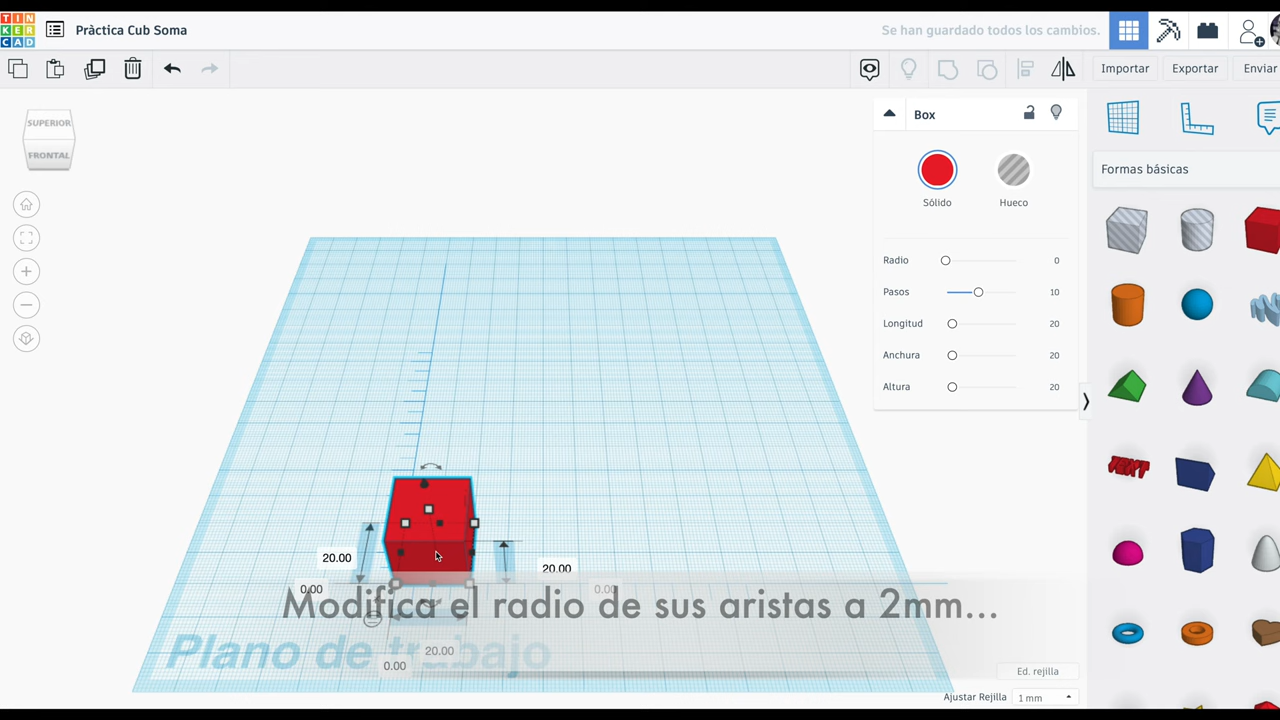 TIN
KER
CAD
Pràctica Cub Soma
Se han guardado todos los cambios.
Importar
Exportar
Enviar
SUPERIOR
FRONTAL
Box
Sólido
Hueco
Radio 0
Pasos 10
Longitud 20
Anchura 20
Altura 20
Formas básicas
TEXT
20.00
20.00
0.00
0.00
Modifica el radio de sus aristas a 2mm...
Plano de trabajo
20.00
0.00
Ed. rejilla
Ajustar Rejilla 1 mm